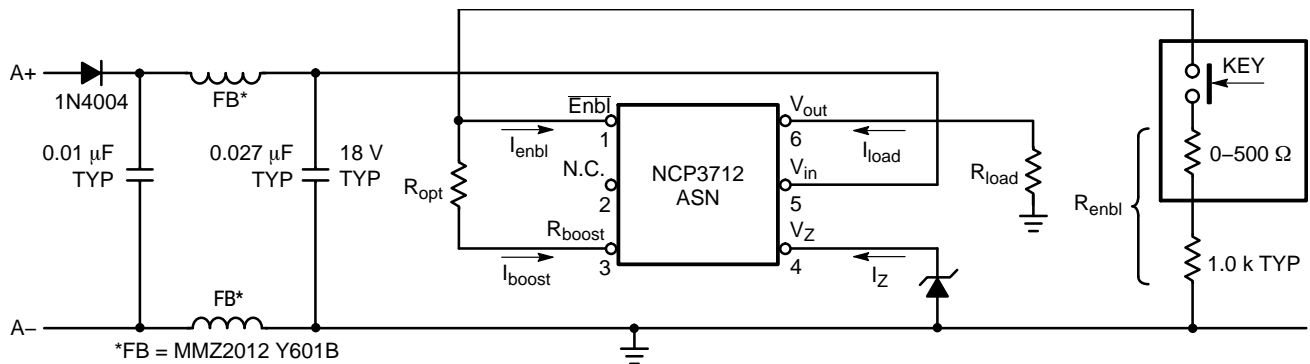 A+
1N4004
FB*
0.01 μF
TYP
0.027 μF
TYP
18 V
TYP
Enbl
1
I_enbl
N.C.
2
R_opt
R_boost
3
I_boost
NCP3712
ASN
V_out
6
I_load
V_in
5
V_Z
4
I_Z
R_load
KEY
0–500 Ω
R_enbl
1.0 k TYP
FB*
A–
*FB = MMZ2012 Y601B